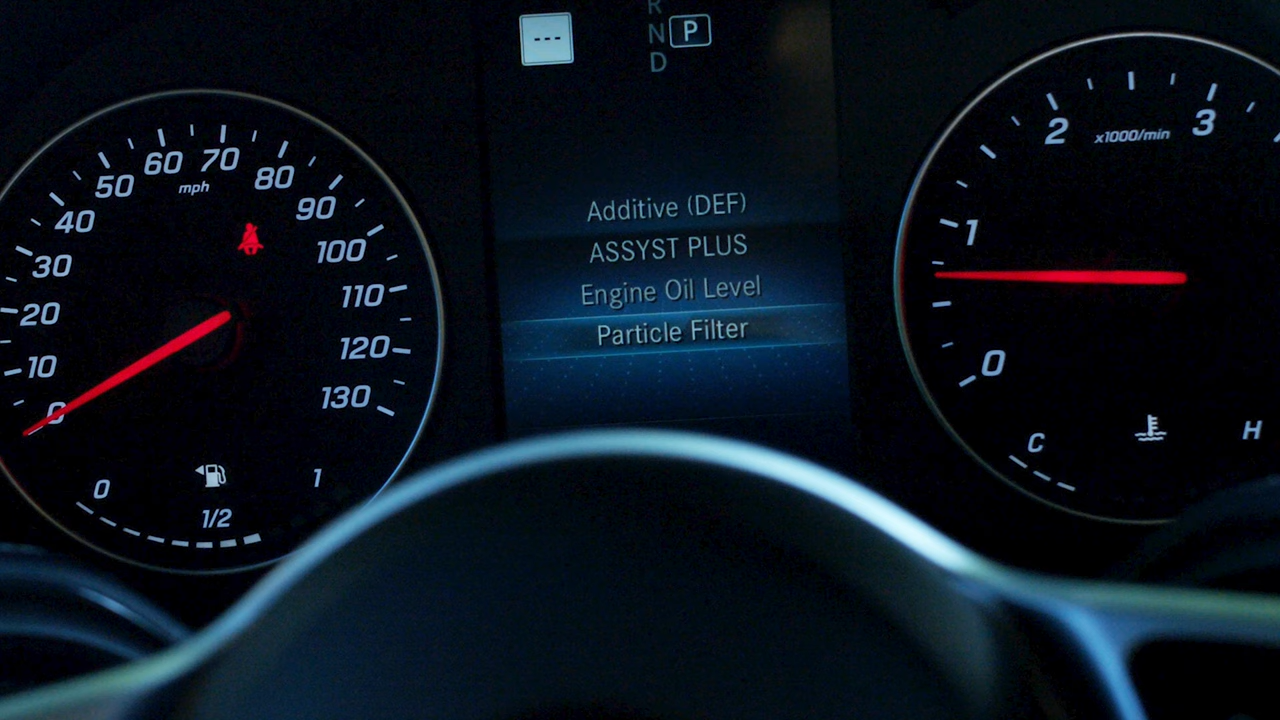 ---
R
N P
D
Additive (DEF)
ASSYST PLUS
Engine Oil Level
Particle Filter
0
10
20
30
40
50
60
70
80
90
100
110
120
130
mph
0
1/2
1
0
1
2
3
x1000/min
C
H